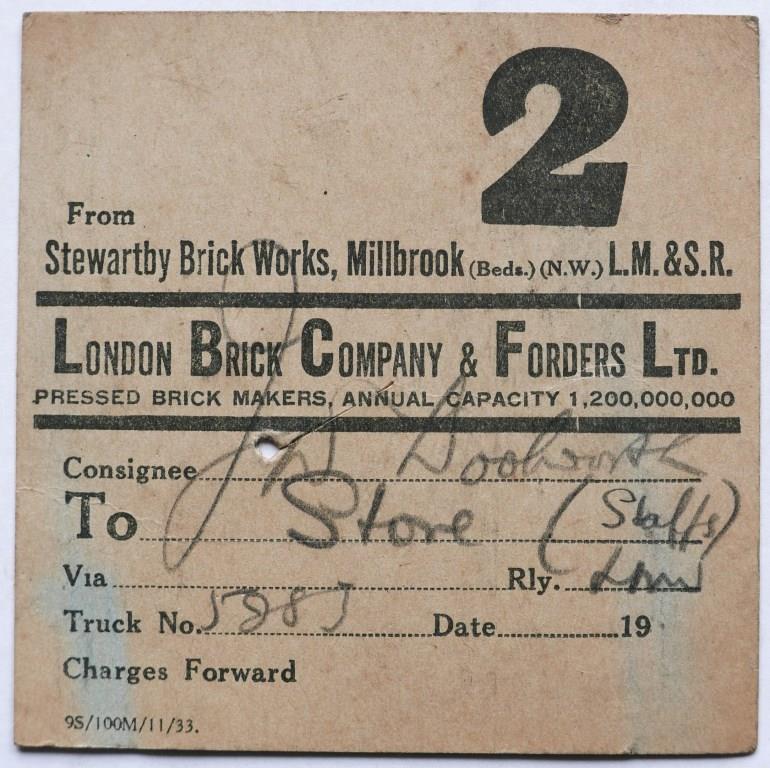 2
From
Stewartby Brick Works, Millbrook (Beds.) (N.W.) L.M. & S.R.
LONDON BRICK COMPANY & FORDERS LTD.
PRESSED BRICK MAKERS, ANNUAL CAPACITY 1,200,000,000
Consignee J
To Stone (Staffs)
Via Rly. LMS
Truck No. Date 19
Charges Forward
9S/100M/11/33.